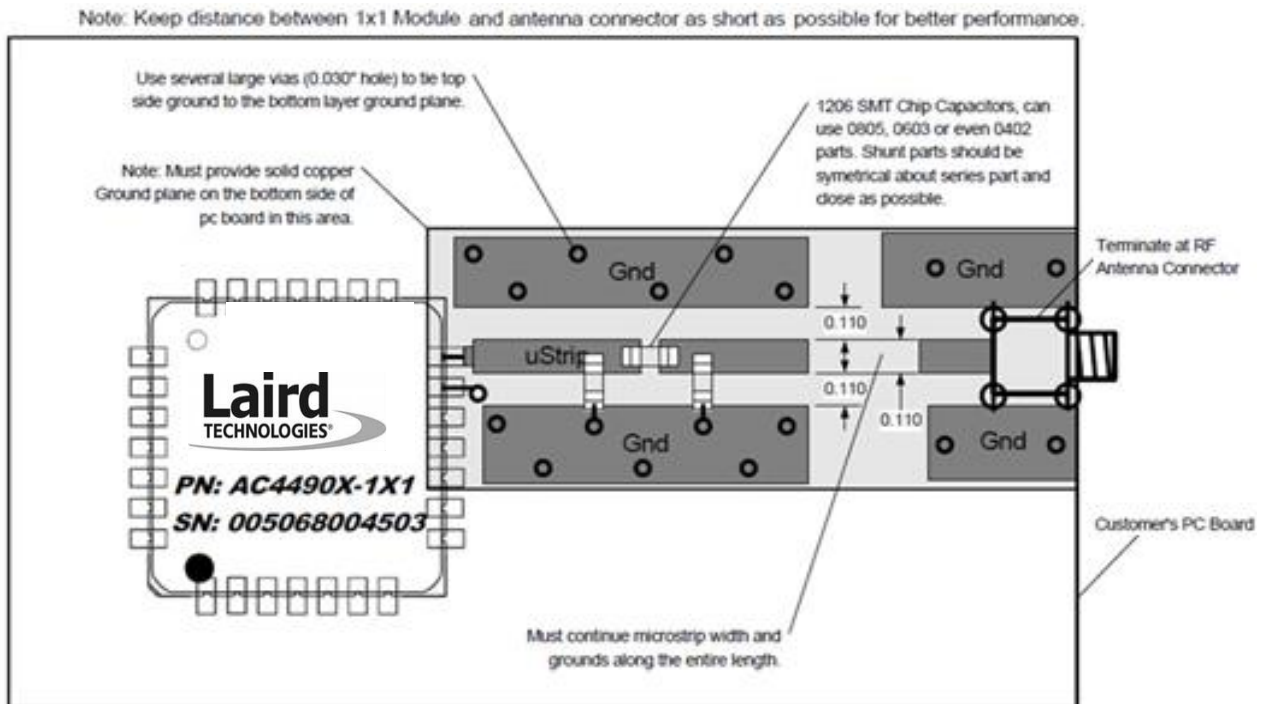 Note: Keep distance between 1x1 Module and antenna connector as short as possible for better performance.
Use several large vias (0.030" hole) to tie top
side ground to the bottom layer ground plane.
1206 SMT Chip Capacitors, can
use 0805, 0603 or even 0402
parts. Shunt parts should be
symetrical about series part and
close as possible.
Note: Must provide solid copper
Ground plane on the bottom side of
pc board in this area.
Terminate at RF
Antenna Connector
Gnd
Gnd
0.110
uStrip
0.110
0.110
Gnd
Gnd
Laird
TECHNOLOGIES®
PN: AC4490X-1X1
SN: 005068004503
Customer's PC Board
Must continue microstrip width and
grounds along the entire length.